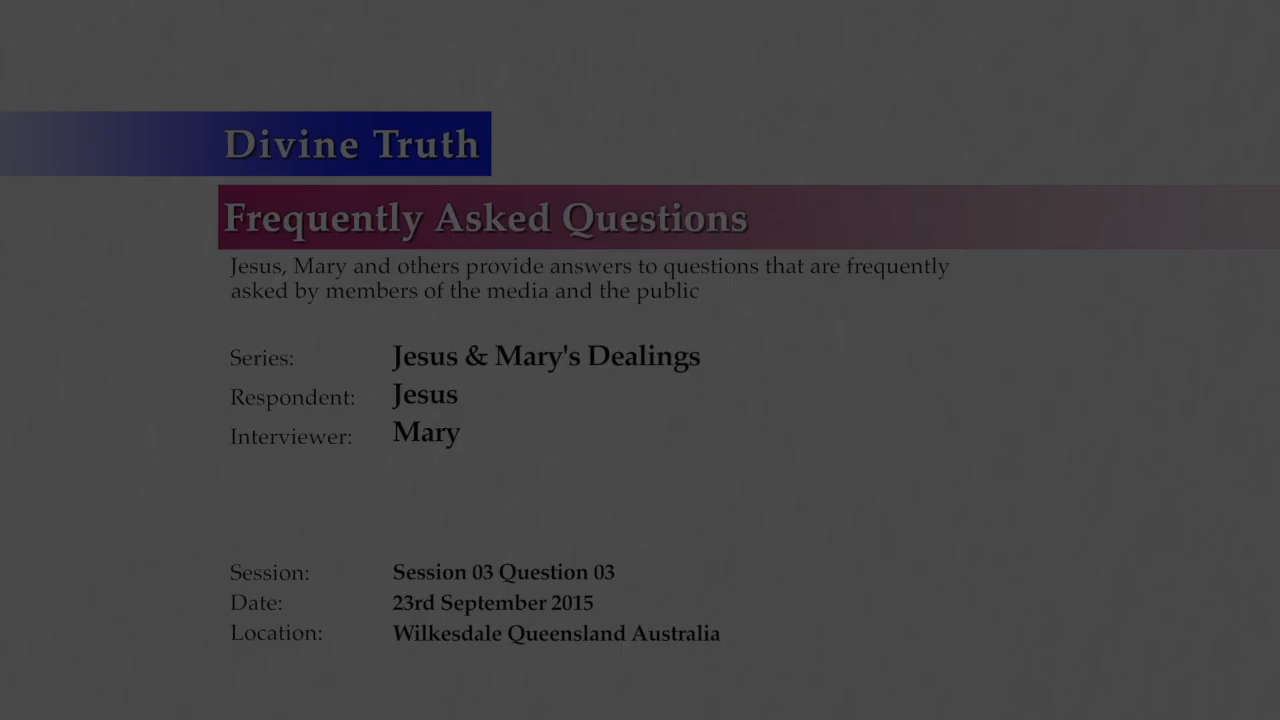 Divine Truth
Frequently Asked Questions
Jesus, Mary and others provide answers to questions that are frequently
asked by members of the media and the public
Series: Jesus & Mary's Dealings
Respondent: Jesus
Interviewer: Mary
Session: Session 03 Question 03
Date: 23rd September 2015
Location: Wilkesdale Queensland Australia